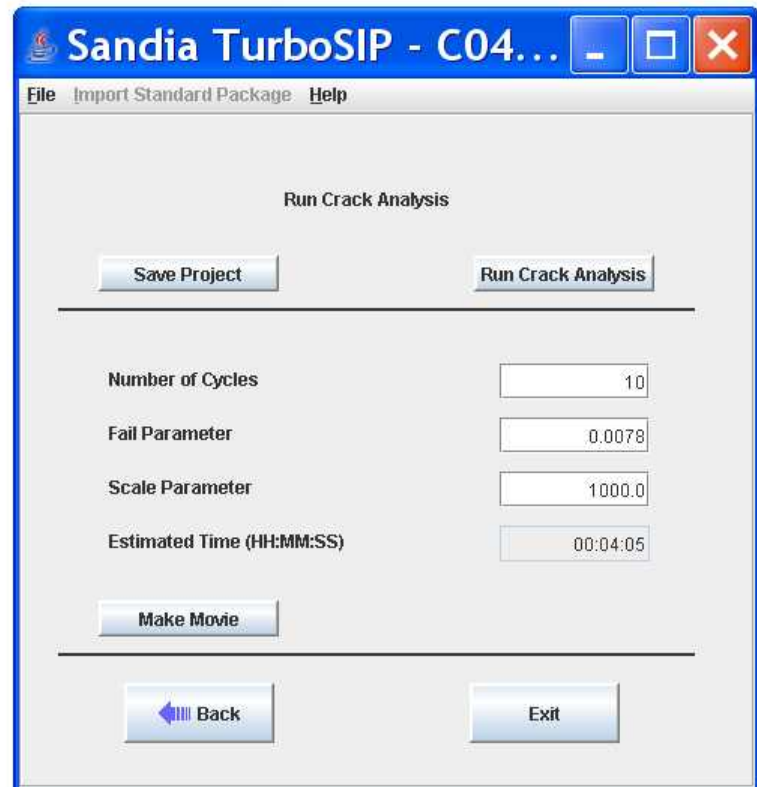 Sandia TurboSIP - C04...
File Import Standard Package Help
Run Crack Analysis
Save Project Run Crack Analysis
Number of Cycles 10
Fail Parameter 0.0078
Scale Parameter 1000.0
Estimated Time (HH:MM:SS) 00:04:05
Make Movie
Back Exit